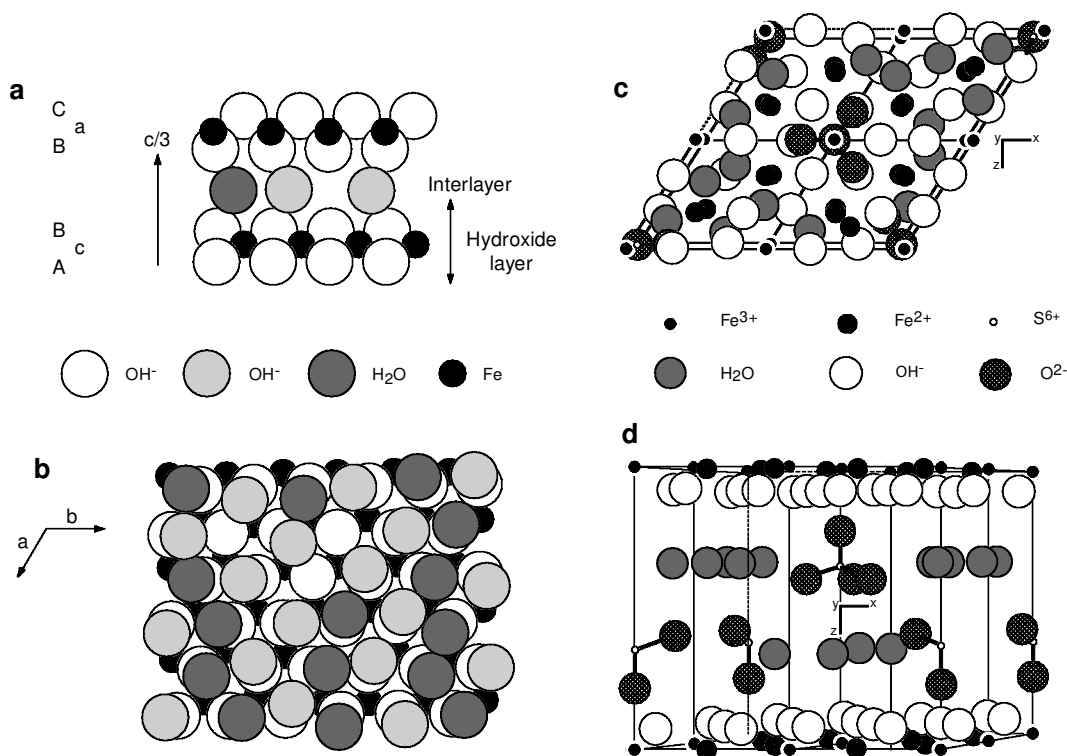 a
C
a
B
c/3
B
c
A
Interlayer
Hydroxide
layer
OH-
OH-
H2O
Fe
b
b
a
c
y
x
z
Fe3+
Fe2+
S6+
H2O
OH-
O2-
d
y
x
z